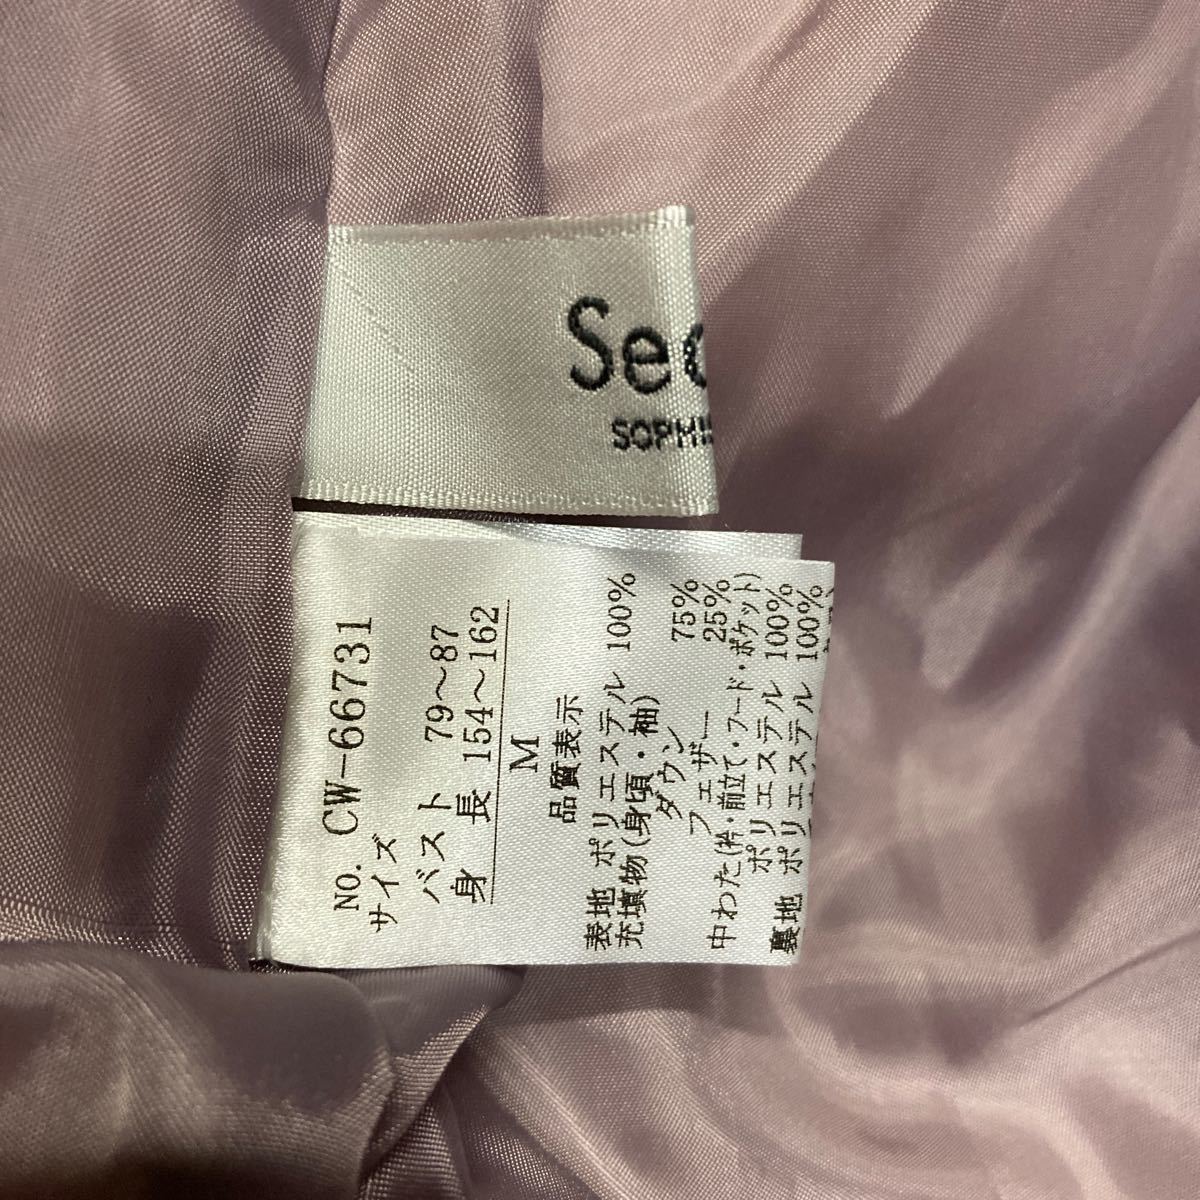 Sec
SOPHI
NO. CW-66731
サイズ
バスト 79～87
身 長 154～162
M
品質表示
表地 ポリエステル 100%
充填物(身頃・袖)
ダウン 75%
フェザー 25%
中わた(衿・前立て・フード・ポケット)
ポリエステル 100%
裏地 ポリエステル 100%